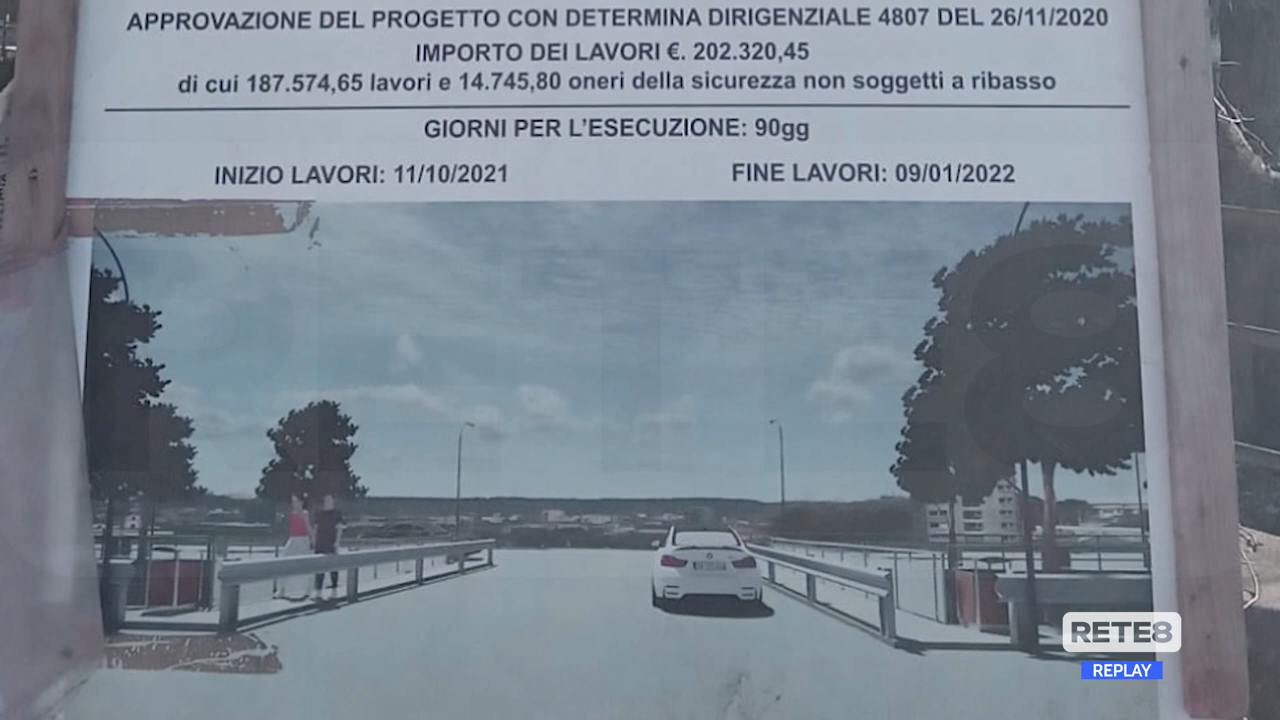 APPROVAZIONE DEL PROGETTO CON DETERMINA DIRIGENZIALE 4807 DEL 26/11/2020
IMPORTO DEI LAVORI €. 202.320,45
di cui 187.574,65 lavori e 14.745,80 oneri della sicurezza non soggetti a ribasso
GIORNI PER L'ESECUZIONE: 90gg
INIZIO LAVORI: 11/10/2021
FINE LAVORI: 09/01/2022
RETE8
REPLAY